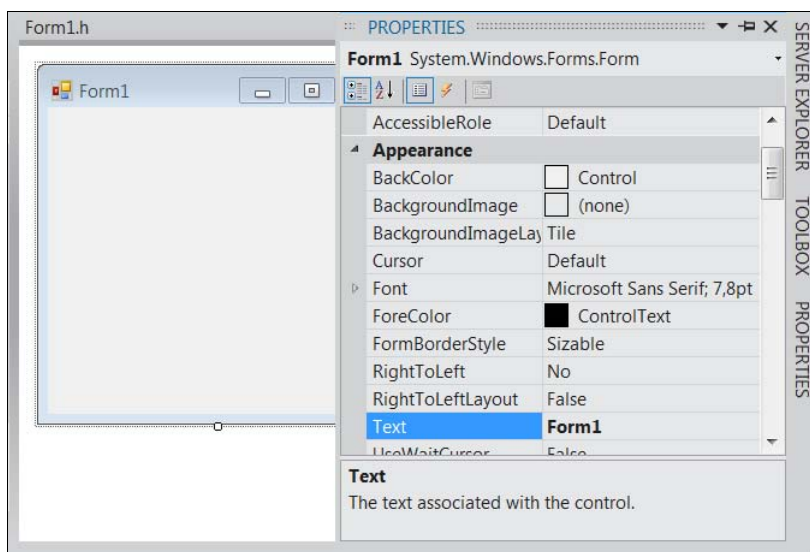 Form1.h
Form1
PROPERTIES
Form1 System.Windows.Forms.Form
AccessibleRole Default
Appearance
BackColor Control
BackgroundImage (none)
BackgroundImageLay Tile
Cursor Default
Font Microsoft Sans Serif; 7,8pt
ForeColor ControlText
FormBorderStyle Sizable
RightToLeft No
RightToLeftLayout False
Text Form1
UseWaitCursor False
Text
The text associated with the control.
SERVER EXPLORER
TOOLBOX
PROPERTIES